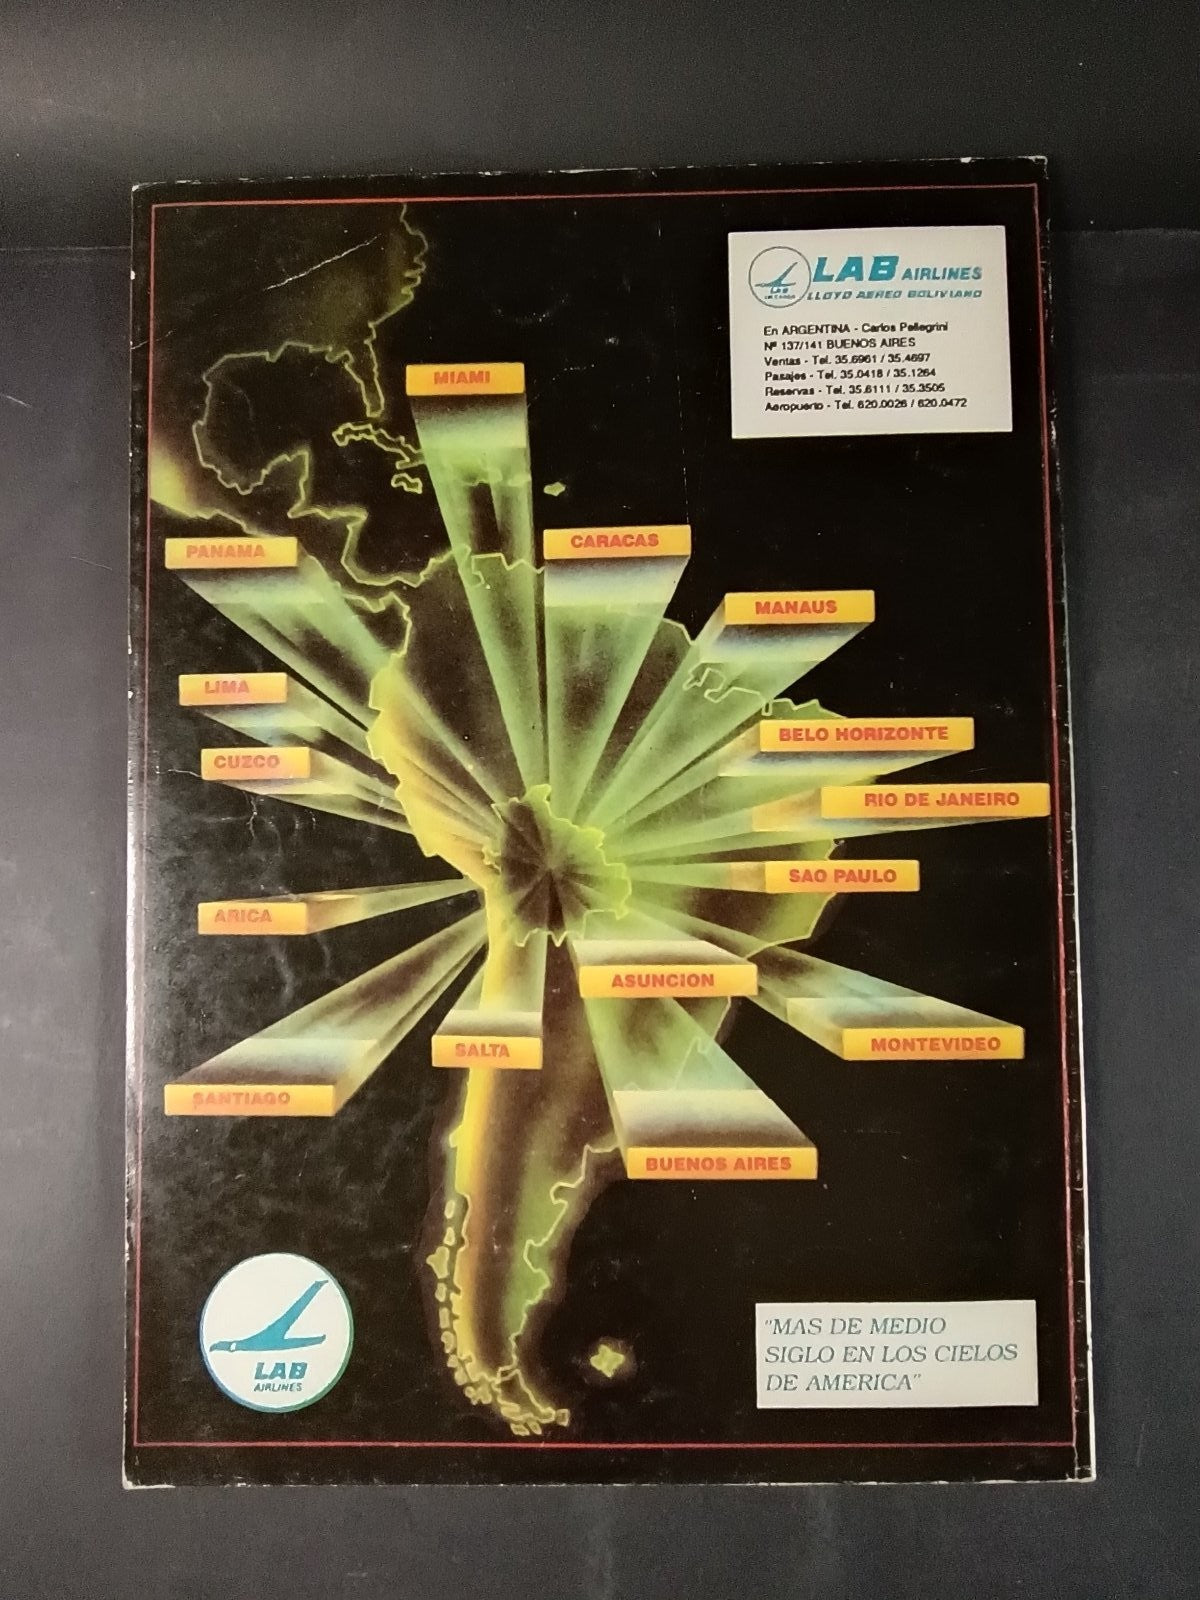 LAB AIRLINES
LLOYD AEREO BOLIVIANO
En ARGENTINA - Carlos Pellegrini
Nº 137/141 BUENOS AIRES
Ventas - Tel. 35.6961 / 35.4697
Pasajes - Tel. 35.0418 / 35.1264
Reservas - Tel. 35.6111 / 35.3505
Aeropuerto - Tel. 620.0026 / 620.0472
MIAMI
PANAMA
CARACAS
MANAUS
LIMA
BELO HORIZONTE
CUZCO
RIO DE JANEIRO
SAO PAULO
ARICA
ASUNCION
SALTA
MONTEVIDEO
SANTIAGO
BUENOS AIRES
LAB
AIRLINES
"MAS DE MEDIO
SIGLO EN LOS CIELOS
DE AMERICA"